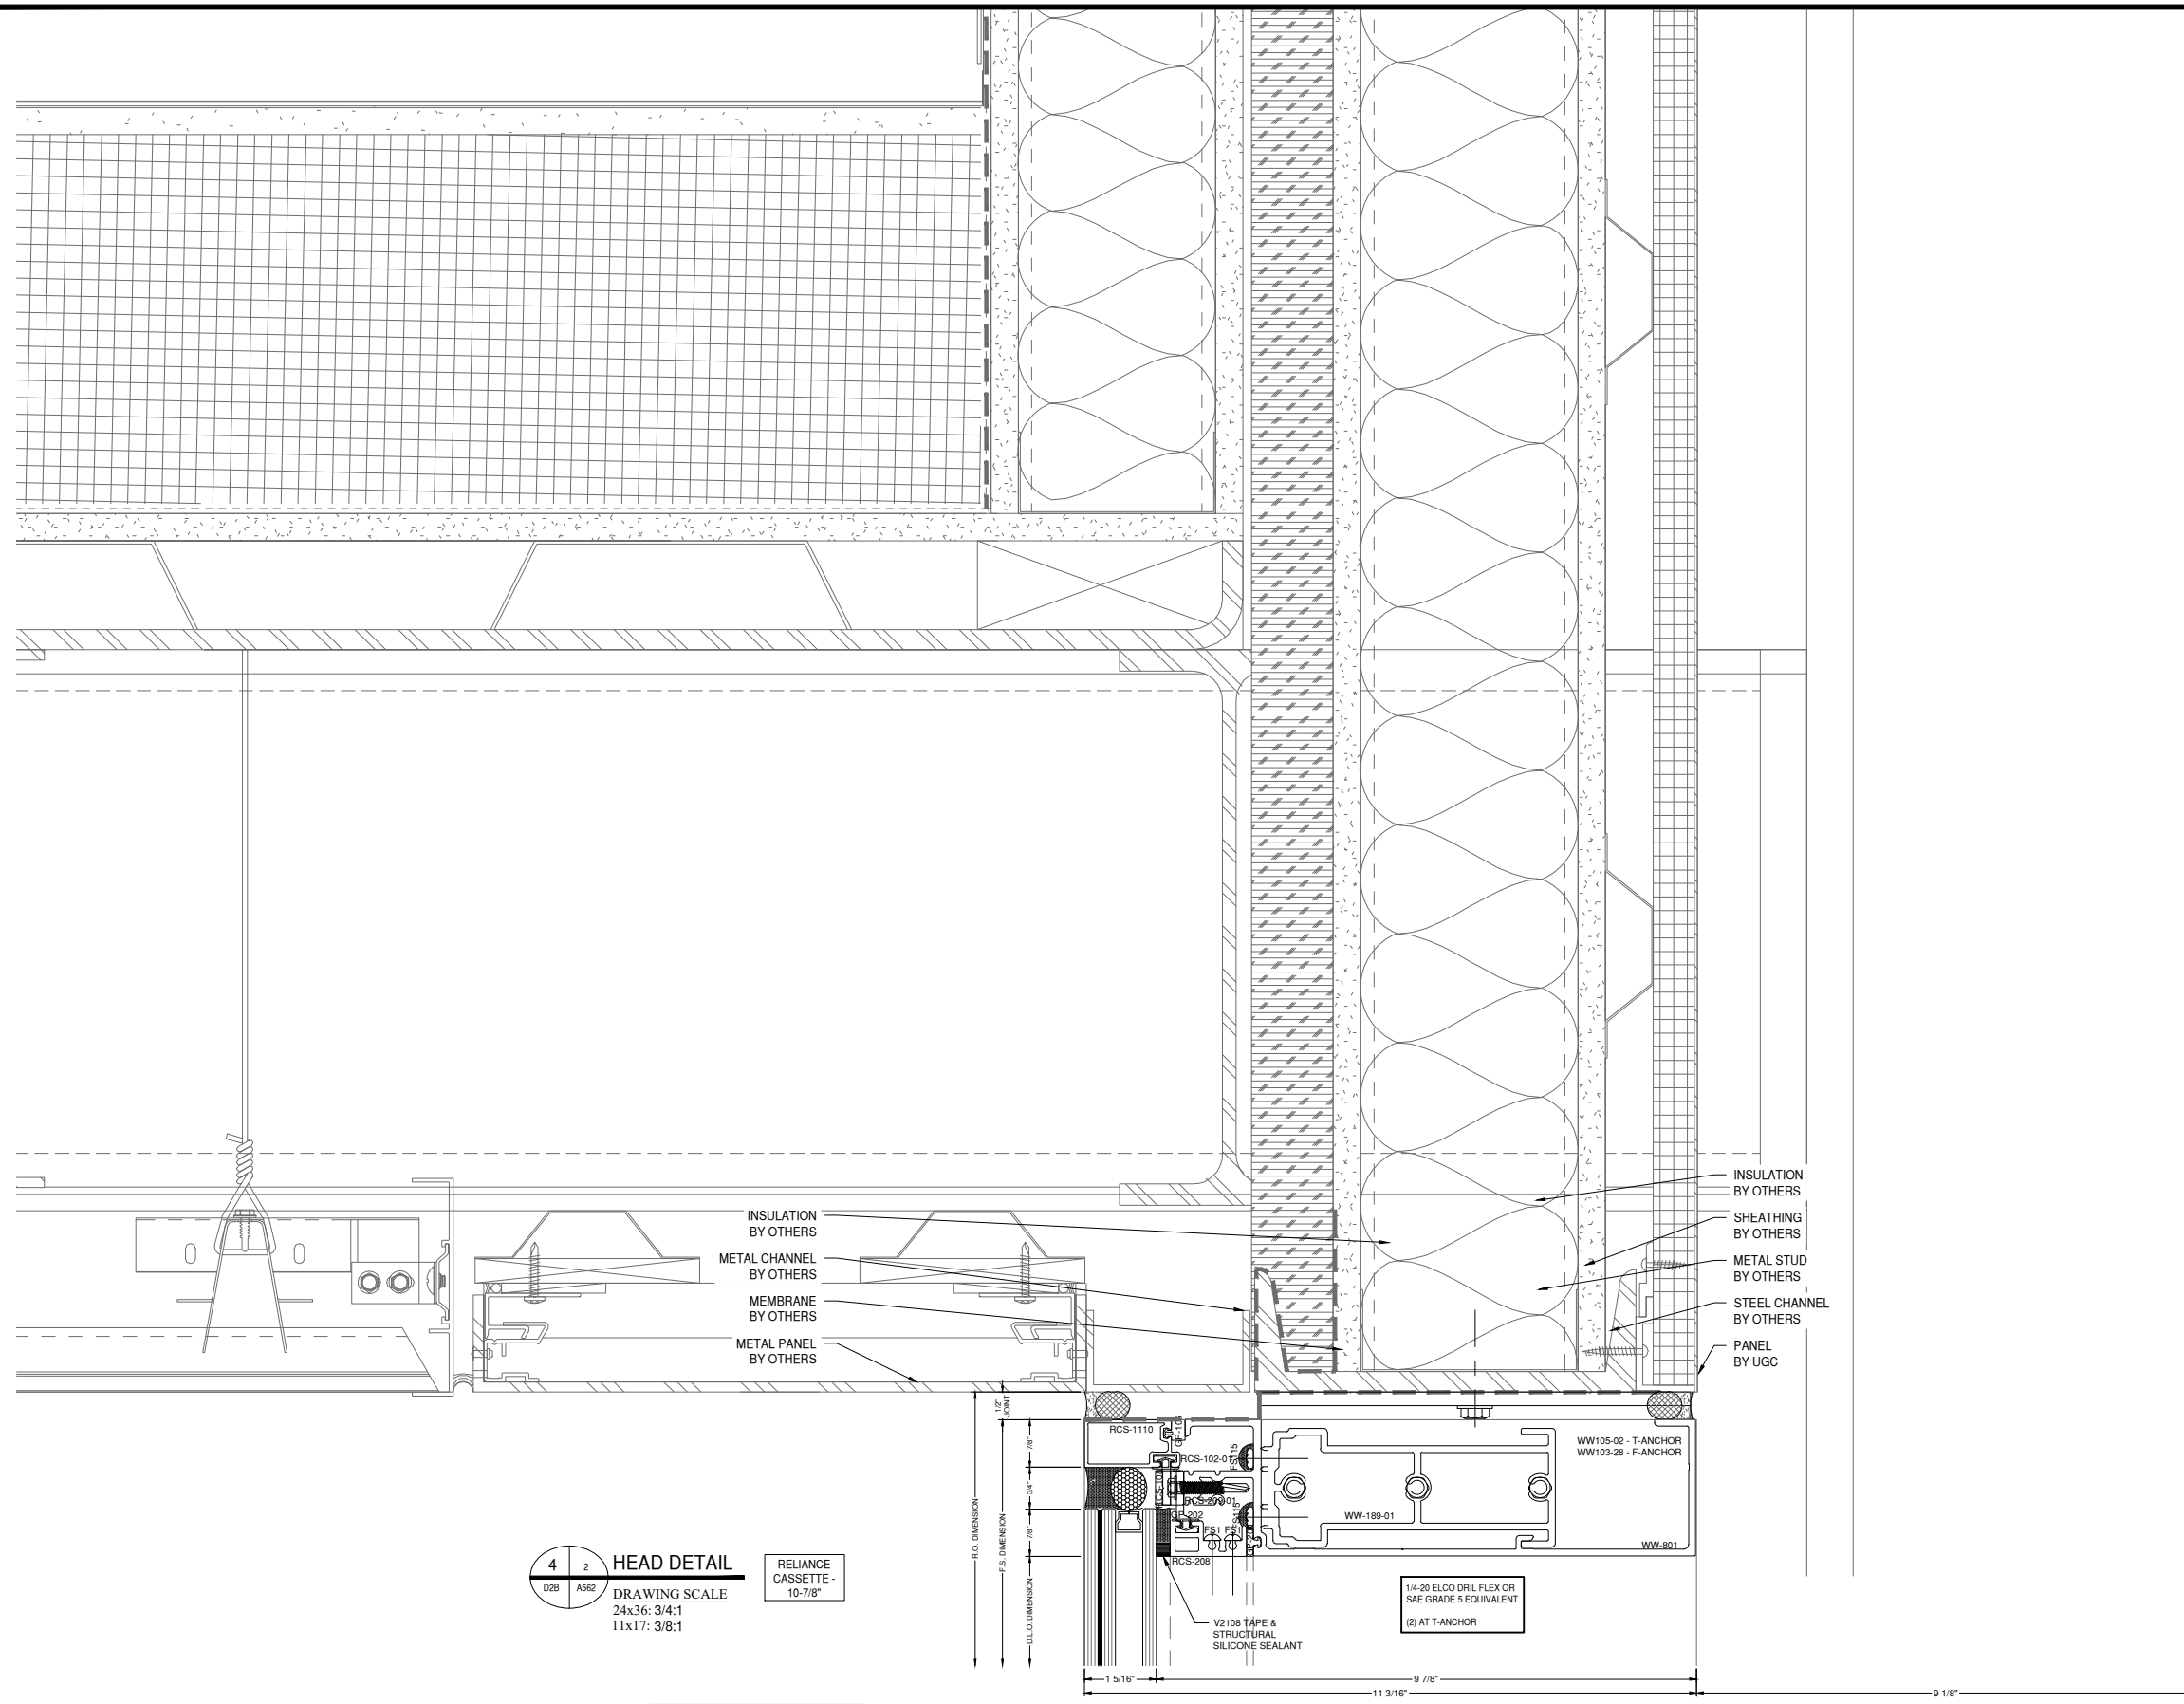 INSULATION
BY OTHERS
SHEATHING
BY OTHERS
METAL STUD
BY OTHERS
STEEL CHANNEL
BY OTHERS
PANEL
BY UGC
INSULATION
BY OTHERS
METAL CHANNEL
BY OTHERS
MEMBRANE
BY OTHERS
METAL PANEL
BY OTHERS
1/2"
JOINT
7/8"
3/4"
7/8"
R.O. DIMENSION
F.S. DIMENSION
D.L.O. DIMENSION
RCS-1110
RCS-102-01
FS115
FS115
FS1 FS1
RCS-208
WW105-02 - T-ANCHOR
WW103-28 - F-ANCHOR
WW-189-01
WW-801
V2108 TAPE &
STRUCTURAL
SILICONE SEALANT
1/4-20 ELCO DRIL FLEX OR
SAE GRADE 5 EQUIVALENT
(2) AT T-ANCHOR
4 2
D2B A562
HEAD DETAIL
DRAWING SCALE
24x36: 3/4:1
11x17: 3/8:1
RELIANCE
CASSETTE -
10-7/8"
1 5/16"
9 7/8"
11 3/16"
9 1/8"